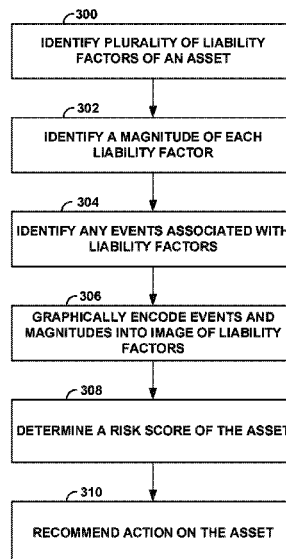 300
IDENTIFY PLURALITY OF LIABILITY
FACTORS OF AN ASSET
302
IDENTIFY A MAGNITUDE OF EACH
LIABILITY FACTOR
304
IDENTIFY ANY EVENTS ASSOCIATED WITH
LIABILITY FACTORS
306
GRAPHICALLY ENCODE EVENTS AND
MAGNITUDES INTO IMAGE OF LIABILITY
FACTORS
308
DETERMINE A RISK SCORE OF THE ASSET
310
RECOMMEND ACTION ON THE ASSET